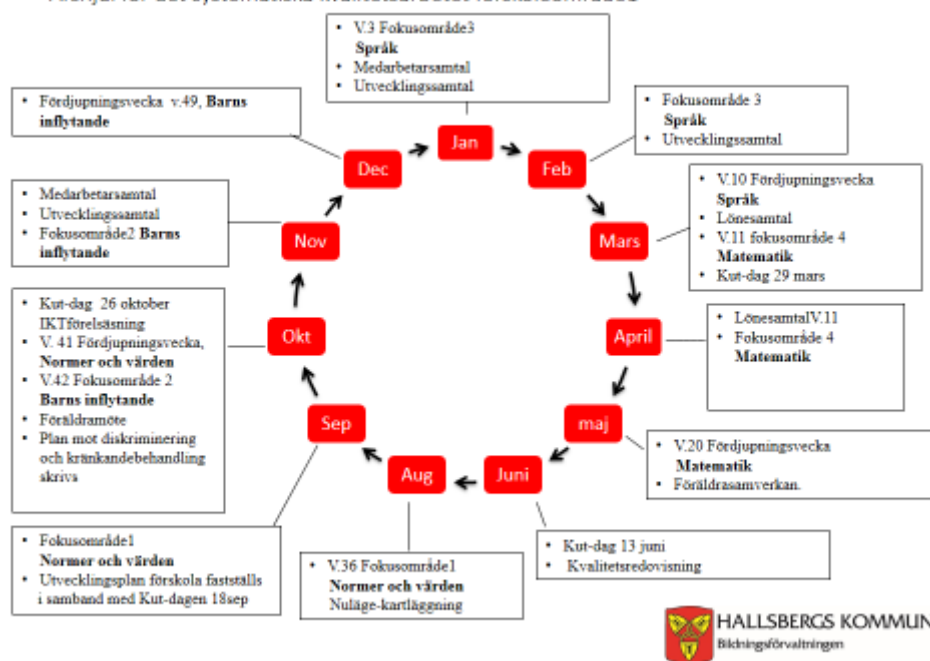 • V.3 Fokusområde3
Språk
• Medarbetarsamtal
• Utvecklingssamtal
• Fördjupningsvecka v.49, Barns
inflytande
• Fokusområde 3
Språk
• Utvecklingssamtal
Jan
Dec
Feb
• Medarbetarsamtal
• Utvecklingssamtal
• Fokusområde2 Barns
inflytande
Nov
Mars
• V.10 Fördjupningsvecka
Språk
• Lönesamtal
• V.11 fokusområde 4
Matematik
• Kut-dag 29 mars
• Kut-dag 26 oktober
IKTförelsäsning
• V. 41 Fördjupningsvecka,
Normer och värden
• V.42 Fokusområde 2
Barns inflytande
• Föräldramöte
• Plan mot diskriminering
och kränkandebehandling
skrivs
Okt
April
• LönesamtalV.11
• Fokusområde 4
Matematik
Sep
maj
Aug
Juni
• V.20 Fördjupningsvecka
Matematik
• Föräldrasamverkan.
• Fokusområde1
Normer och värden
• Utvecklingsplan förskola fastställs
i samband med Kut-dagen 18sep
• V.36 Fokusområde1
Normer och värden
Nuläge-kartläggning
• Kut-dag 13 juni
• Kvalitetsredovisning
HALLSBERGS KOMMUN
Bildningsförvaltningen